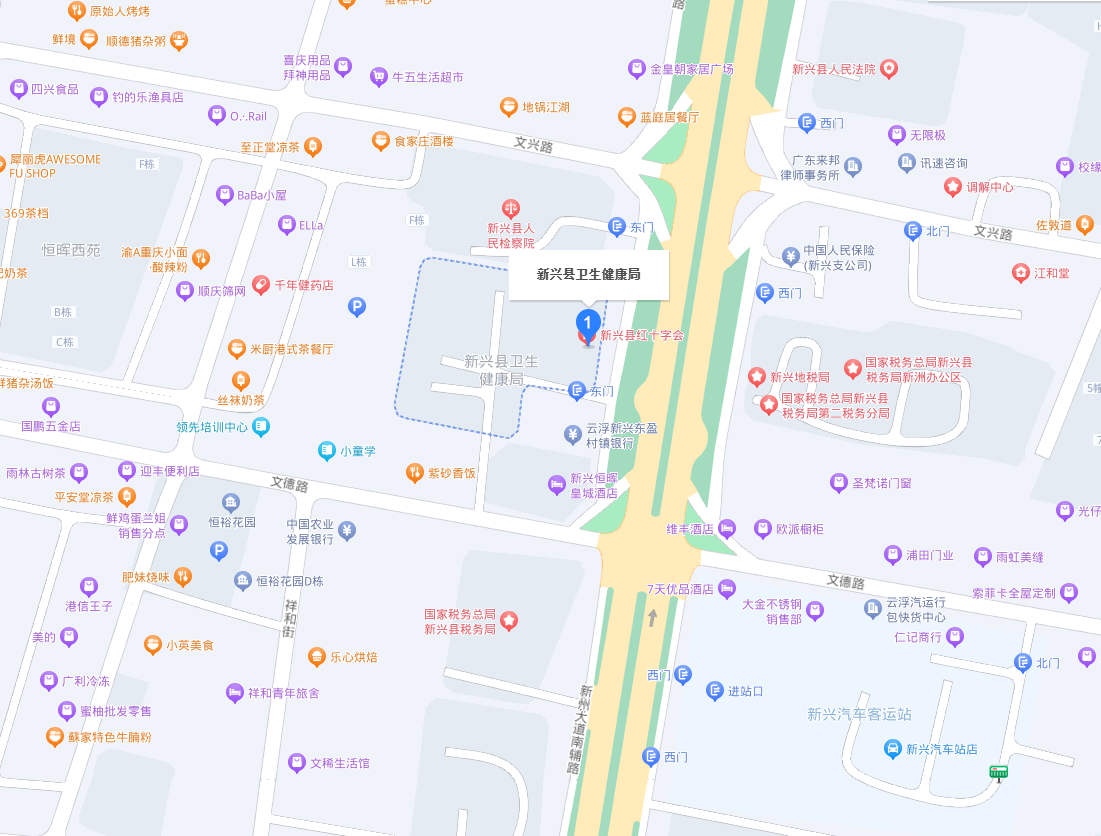 原始人烤烤
鲜境
顺德猪杂粥
喜庆用品
拜神用品
牛五生活超市
金皇朝家居广场
新兴县人民法院
四兴食品
钓的乐渔具店
O.·.Rail
地锅江湖
蓝庭居餐厅
西门
无限极
至正堂凉茶
食家庄酒楼
文兴路
犀丽虎AWESOME
FU SHOP
F栋
广东来邦
律师事务所
讯速咨询
校缘
调解中心
BaBa小屋
369茶档
ELLa
F栋
新兴县人
民检察院
东门
北门
文兴路
佐敦道
恒晖西苑
渝A重庆小面
·酸辣粉
L栋
新兴县卫生健康局
中国人民保险
(新兴支公司)
江和堂
奶茶
顺庆筛网
千年健药店
P
西门
B栋
C栋
1
新兴县红十字会
米厨港式茶餐厅
新兴县卫生
健康局
新兴地税局
国家税务总局新兴县
税务局新洲办公区
国家税务总局新兴县
税务局第二税务分局
鲜猪杂汤饭
丝袜奶茶
东门
国鹏五金店
领先培训中心
云浮新兴东盈
村镇银行
小童学
雨林古树茶
迎丰便利店
文德路
紫砂香饭
新兴恒晖
皇城酒店
圣梵诺门窗
平安堂凉茶
鲜鸡蛋兰姐
销售分点
恒裕花园
中国农业
发展银行
维丰酒店
欧派橱柜
光仔
P
浦田门业
雨虹美缝
肥妹烧味
恒裕花园D栋
7天优品酒店
文德路
索菲卡全屋定制
港信王子
祥和街
国家税务总局
新兴县税务局
大金不锈钢
销售部
云浮汽运行
包快货中心
仁记商行
美的
小英美食
乐心烘焙
西门
进站口
北门
广利冷冻
祥和青年旅舍
新州大道南辅路
新兴汽车客运站
蜜柚批发零售
蘇家特色牛腩粉
文稀生活馆
西门
新兴汽车站店